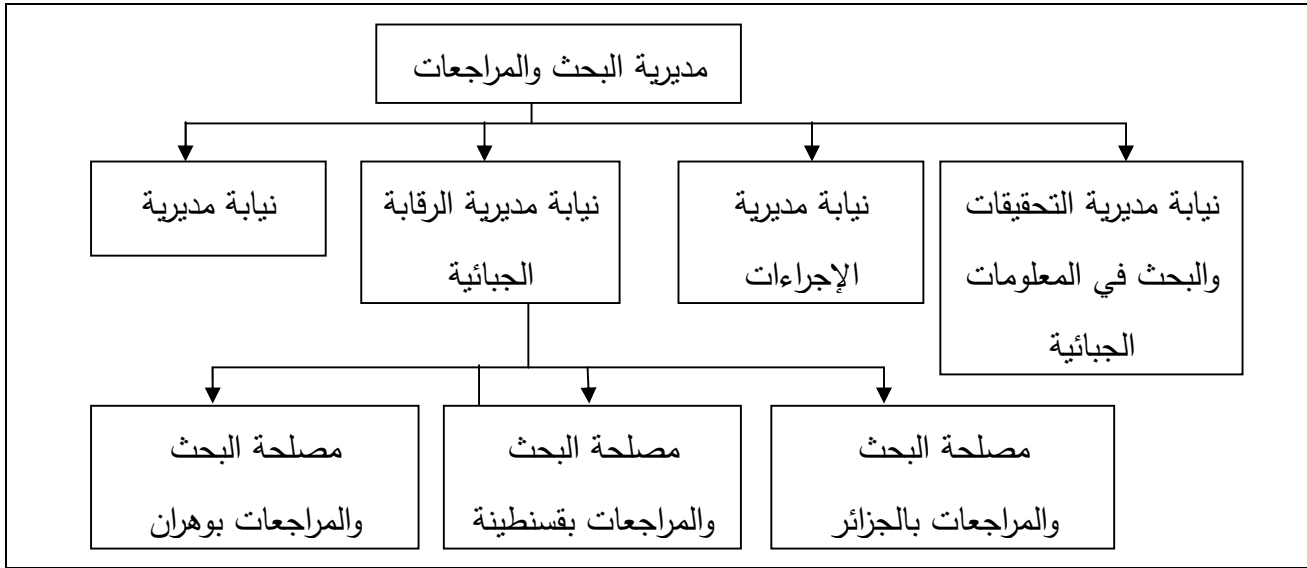 مديرية البحث والمراجعات
نيابة مديرية التحقيقات
والبحث في المعلومات
الجبائية
نيابة مديرية
الإجراءات
نيابة مديرية الرقابة
الجبائية
نيابة مديرية
مصلحة البحث
والمراجعات بالجزائر
مصلحة البحث
والمراجعات بقسنطينة
مصلحة البحث
والمراجعات بوهران